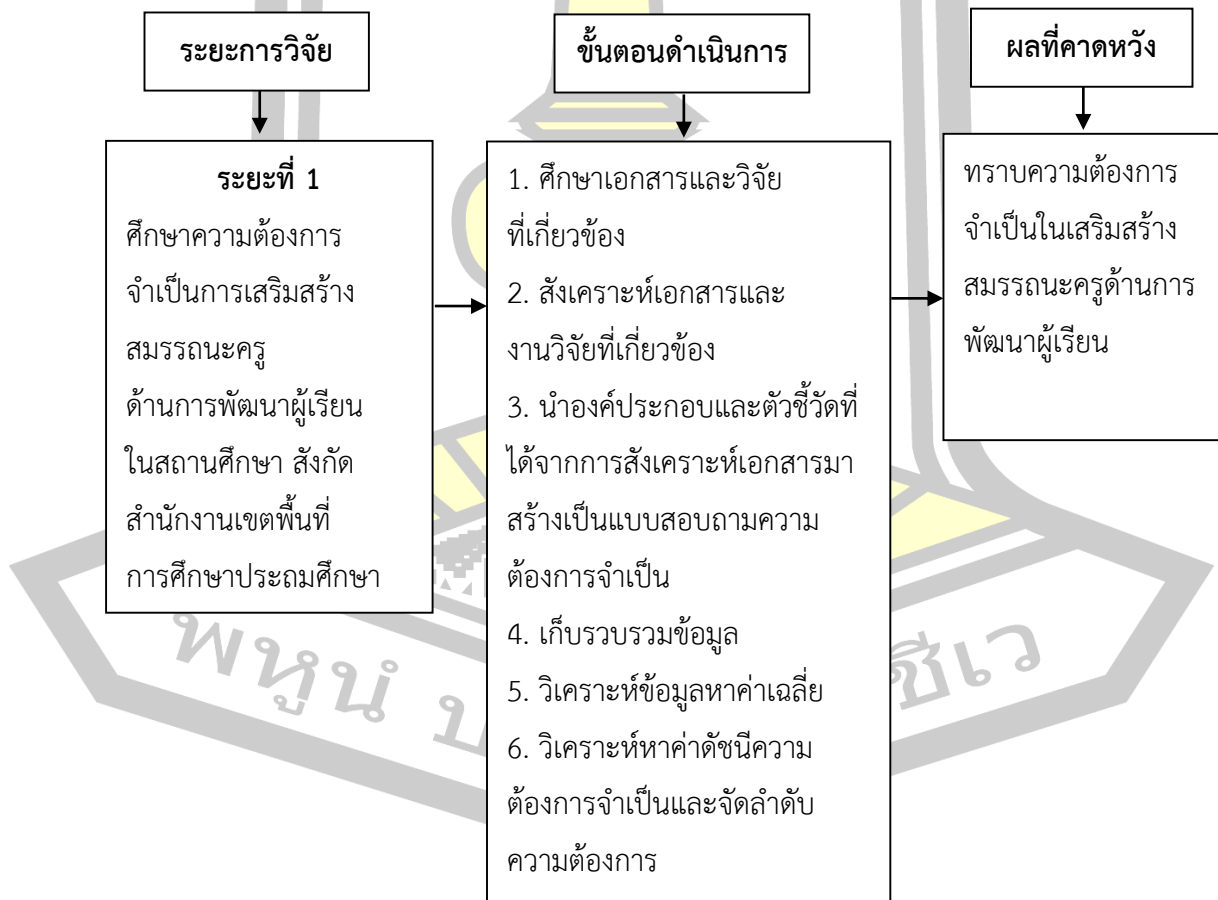 ระยะการวิจัย
ขั้นตอนดำเนินการ
ผลที่คาดหวัง
ระยะที่ 1
ศึกษาความต้องการ
จำเป็นการเสริมสร้าง
สมรรถนะครู
ด้านการพัฒนาผู้เรียน
ในสถานศึกษา สังกัด
สำนักงานเขตพื้นที่
การศึกษาประถมศึกษา
1. ศึกษาเอกสารและวิจัย
ที่เกี่ยวข้อง
2. สังเคราะห์เอกสารและ
งานวิจัยที่เกี่ยวข้อง
3. นำองค์ประกอบและตัวชี้วัดที่
ได้จากการสังเคราะห์เอกสารมา
สร้างเป็นแบบสอบถามความ
ต้องการจำเป็น
4. เก็บรวบรวมข้อมูล
5. วิเคราะห์ข้อมูลหาค่าเฉลี่ย
6. วิเคราะห์หาค่าดัชนีความ
ต้องการจำเป็นและจัดลำดับ
ความต้องการ
ทราบความต้องการ
จำเป็นในเสริมสร้าง
สมรรถนะครูด้านการ
พัฒนาผู้เรียน
พหูนํ
ชีเว